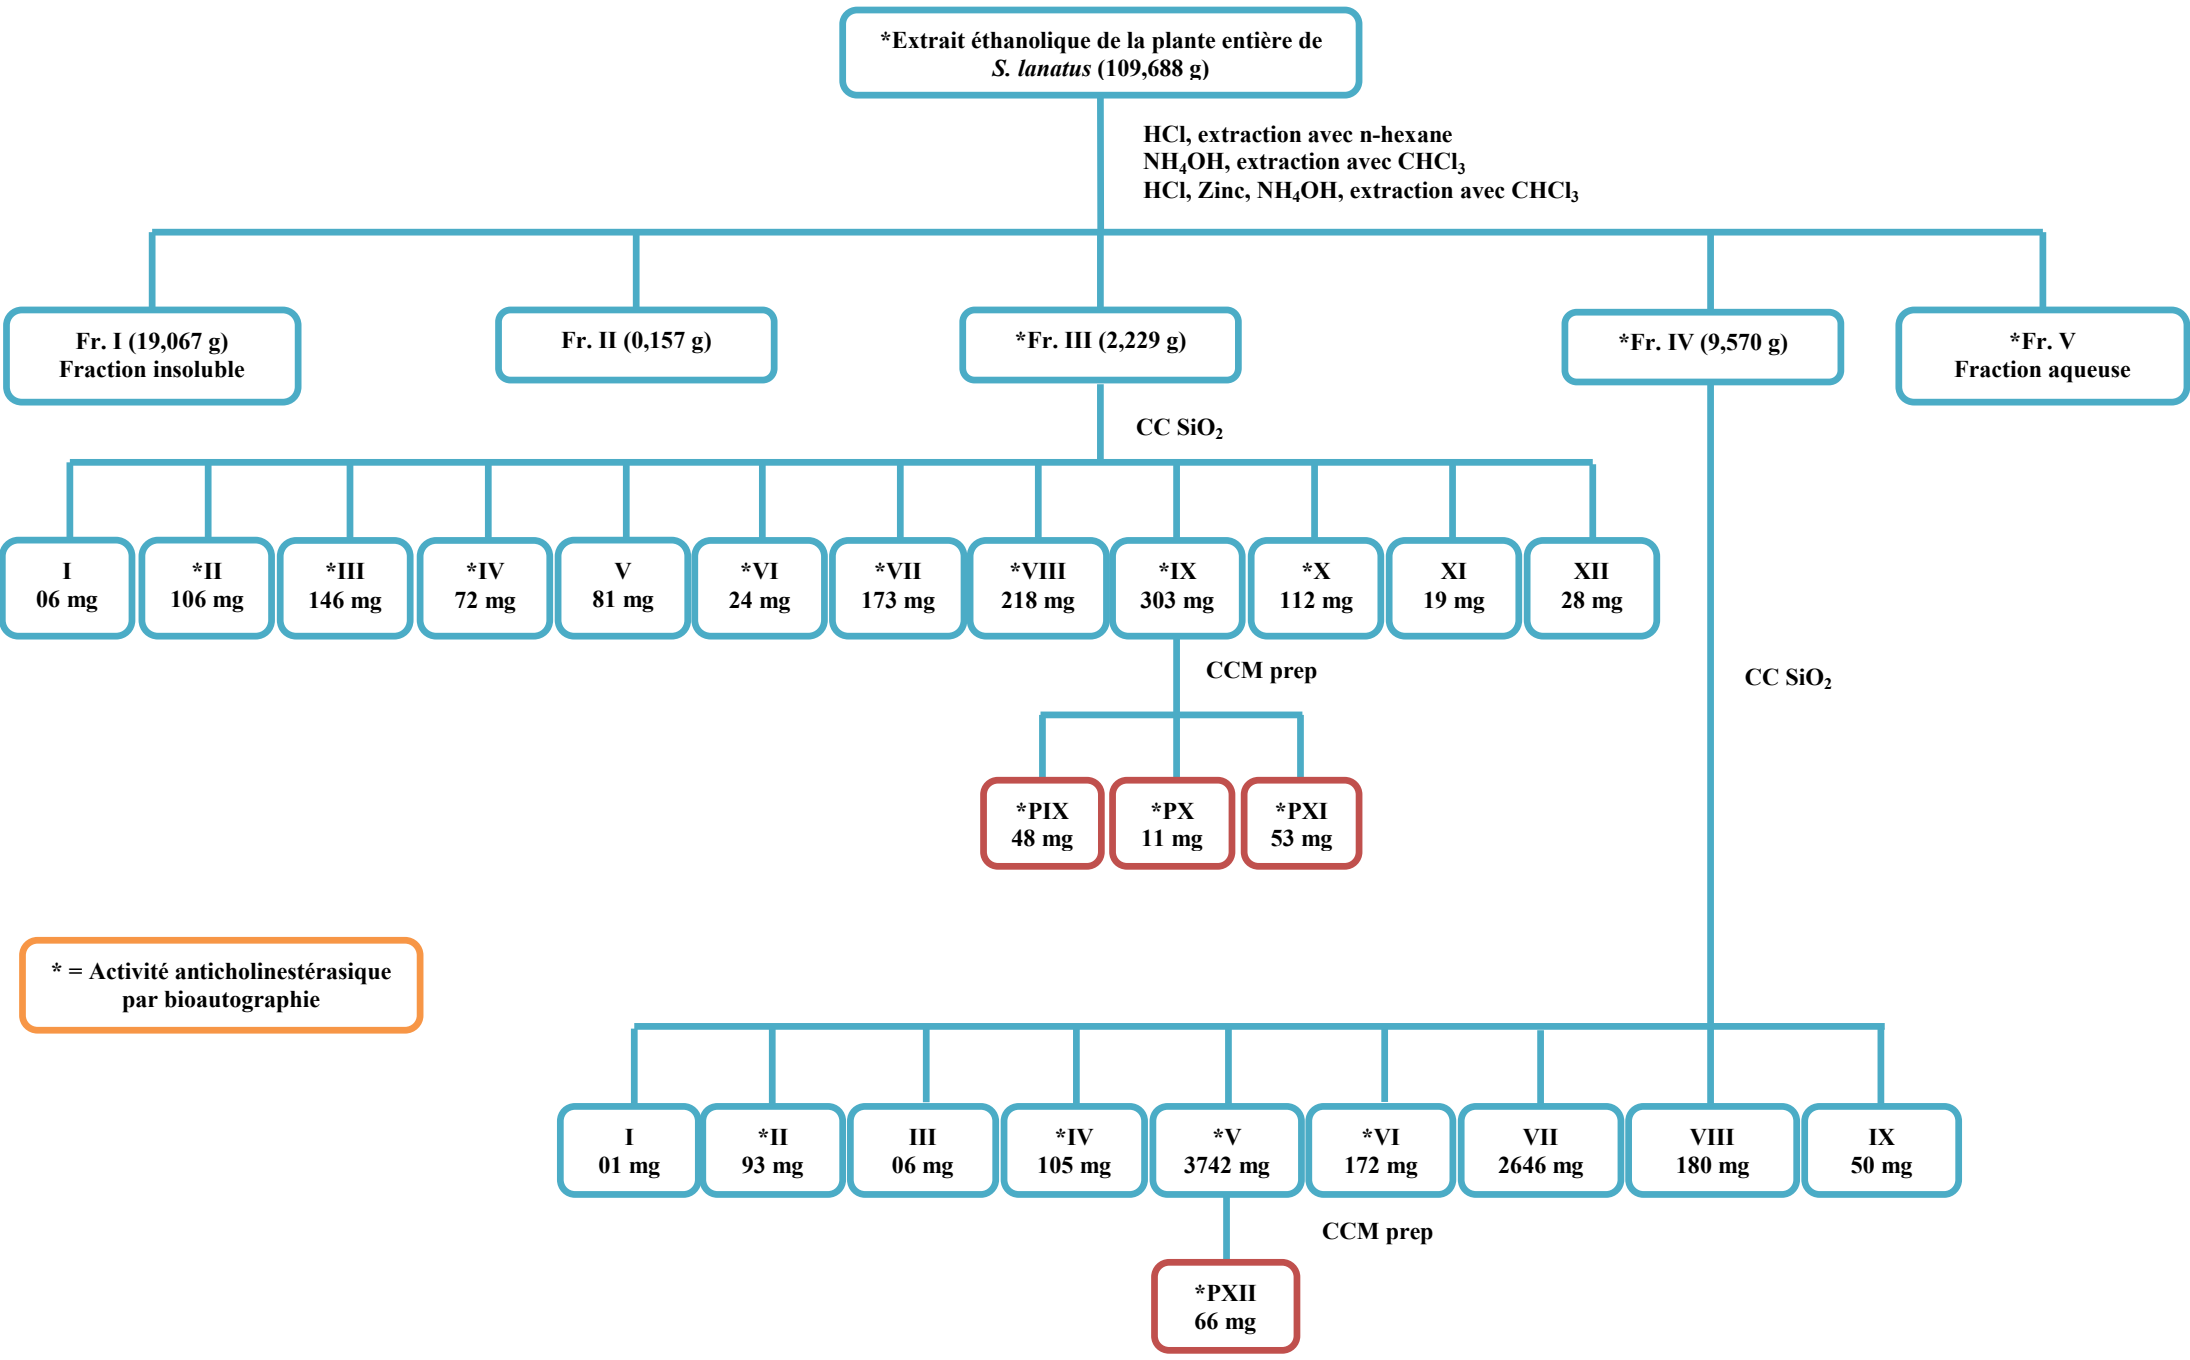 *Extrait éthanolique de la plante entière de
S. lanatus (109,688 g)
HCl, extraction avec n-hexane
NH₄OH, extraction avec CHCl₃
HCl, Zinc, NH₄OH, extraction avec CHCl₃
Fr. I (19,067 g)
Fraction insoluble
Fr. II (0,157 g)
*Fr. III (2,229 g)
*Fr. IV (9,570 g)
*Fr. V
Fraction aqueuse
CC SiO₂
I
06 mg
*II
106 mg
*III
146 mg
*IV
72 mg
V
81 mg
*VI
24 mg
*VII
173 mg
*VIII
218 mg
*IX
303 mg
*X
112 mg
XI
19 mg
XII
28 mg
CCM prep
CC SiO₂
*PIX
48 mg
*PX
11 mg
*PXI
53 mg
* = Activité anticholinestérasique
par bioautographie
I
01 mg
*II
93 mg
III
06 mg
*IV
105 mg
*V
3742 mg
*VI
172 mg
VII
2646 mg
VIII
180 mg
IX
50 mg
CCM prep
*PXII
66 mg